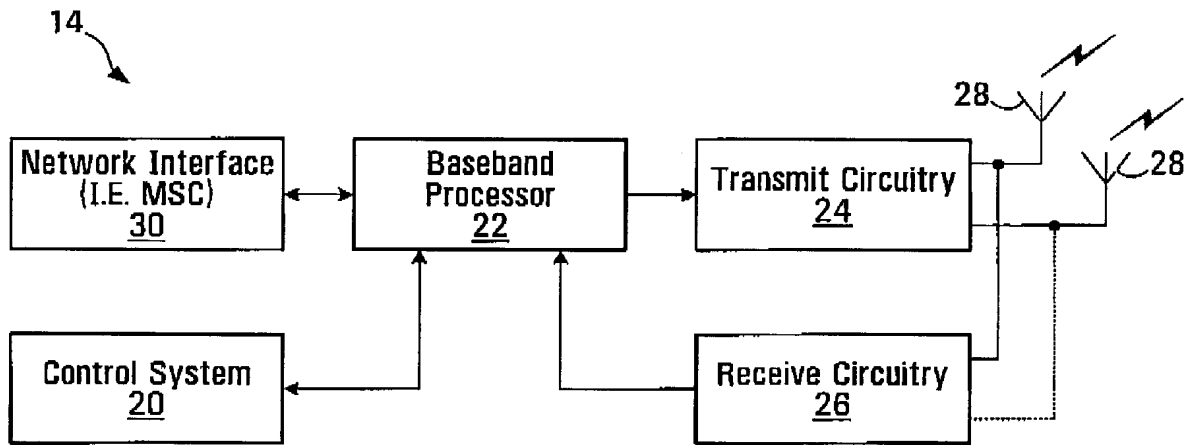 14
28
28
Network Interface
(I.E. MSC)
30
Baseband
Processor
22
Transmit Circuitry
24
Control System
20
Receive Circuitry
26